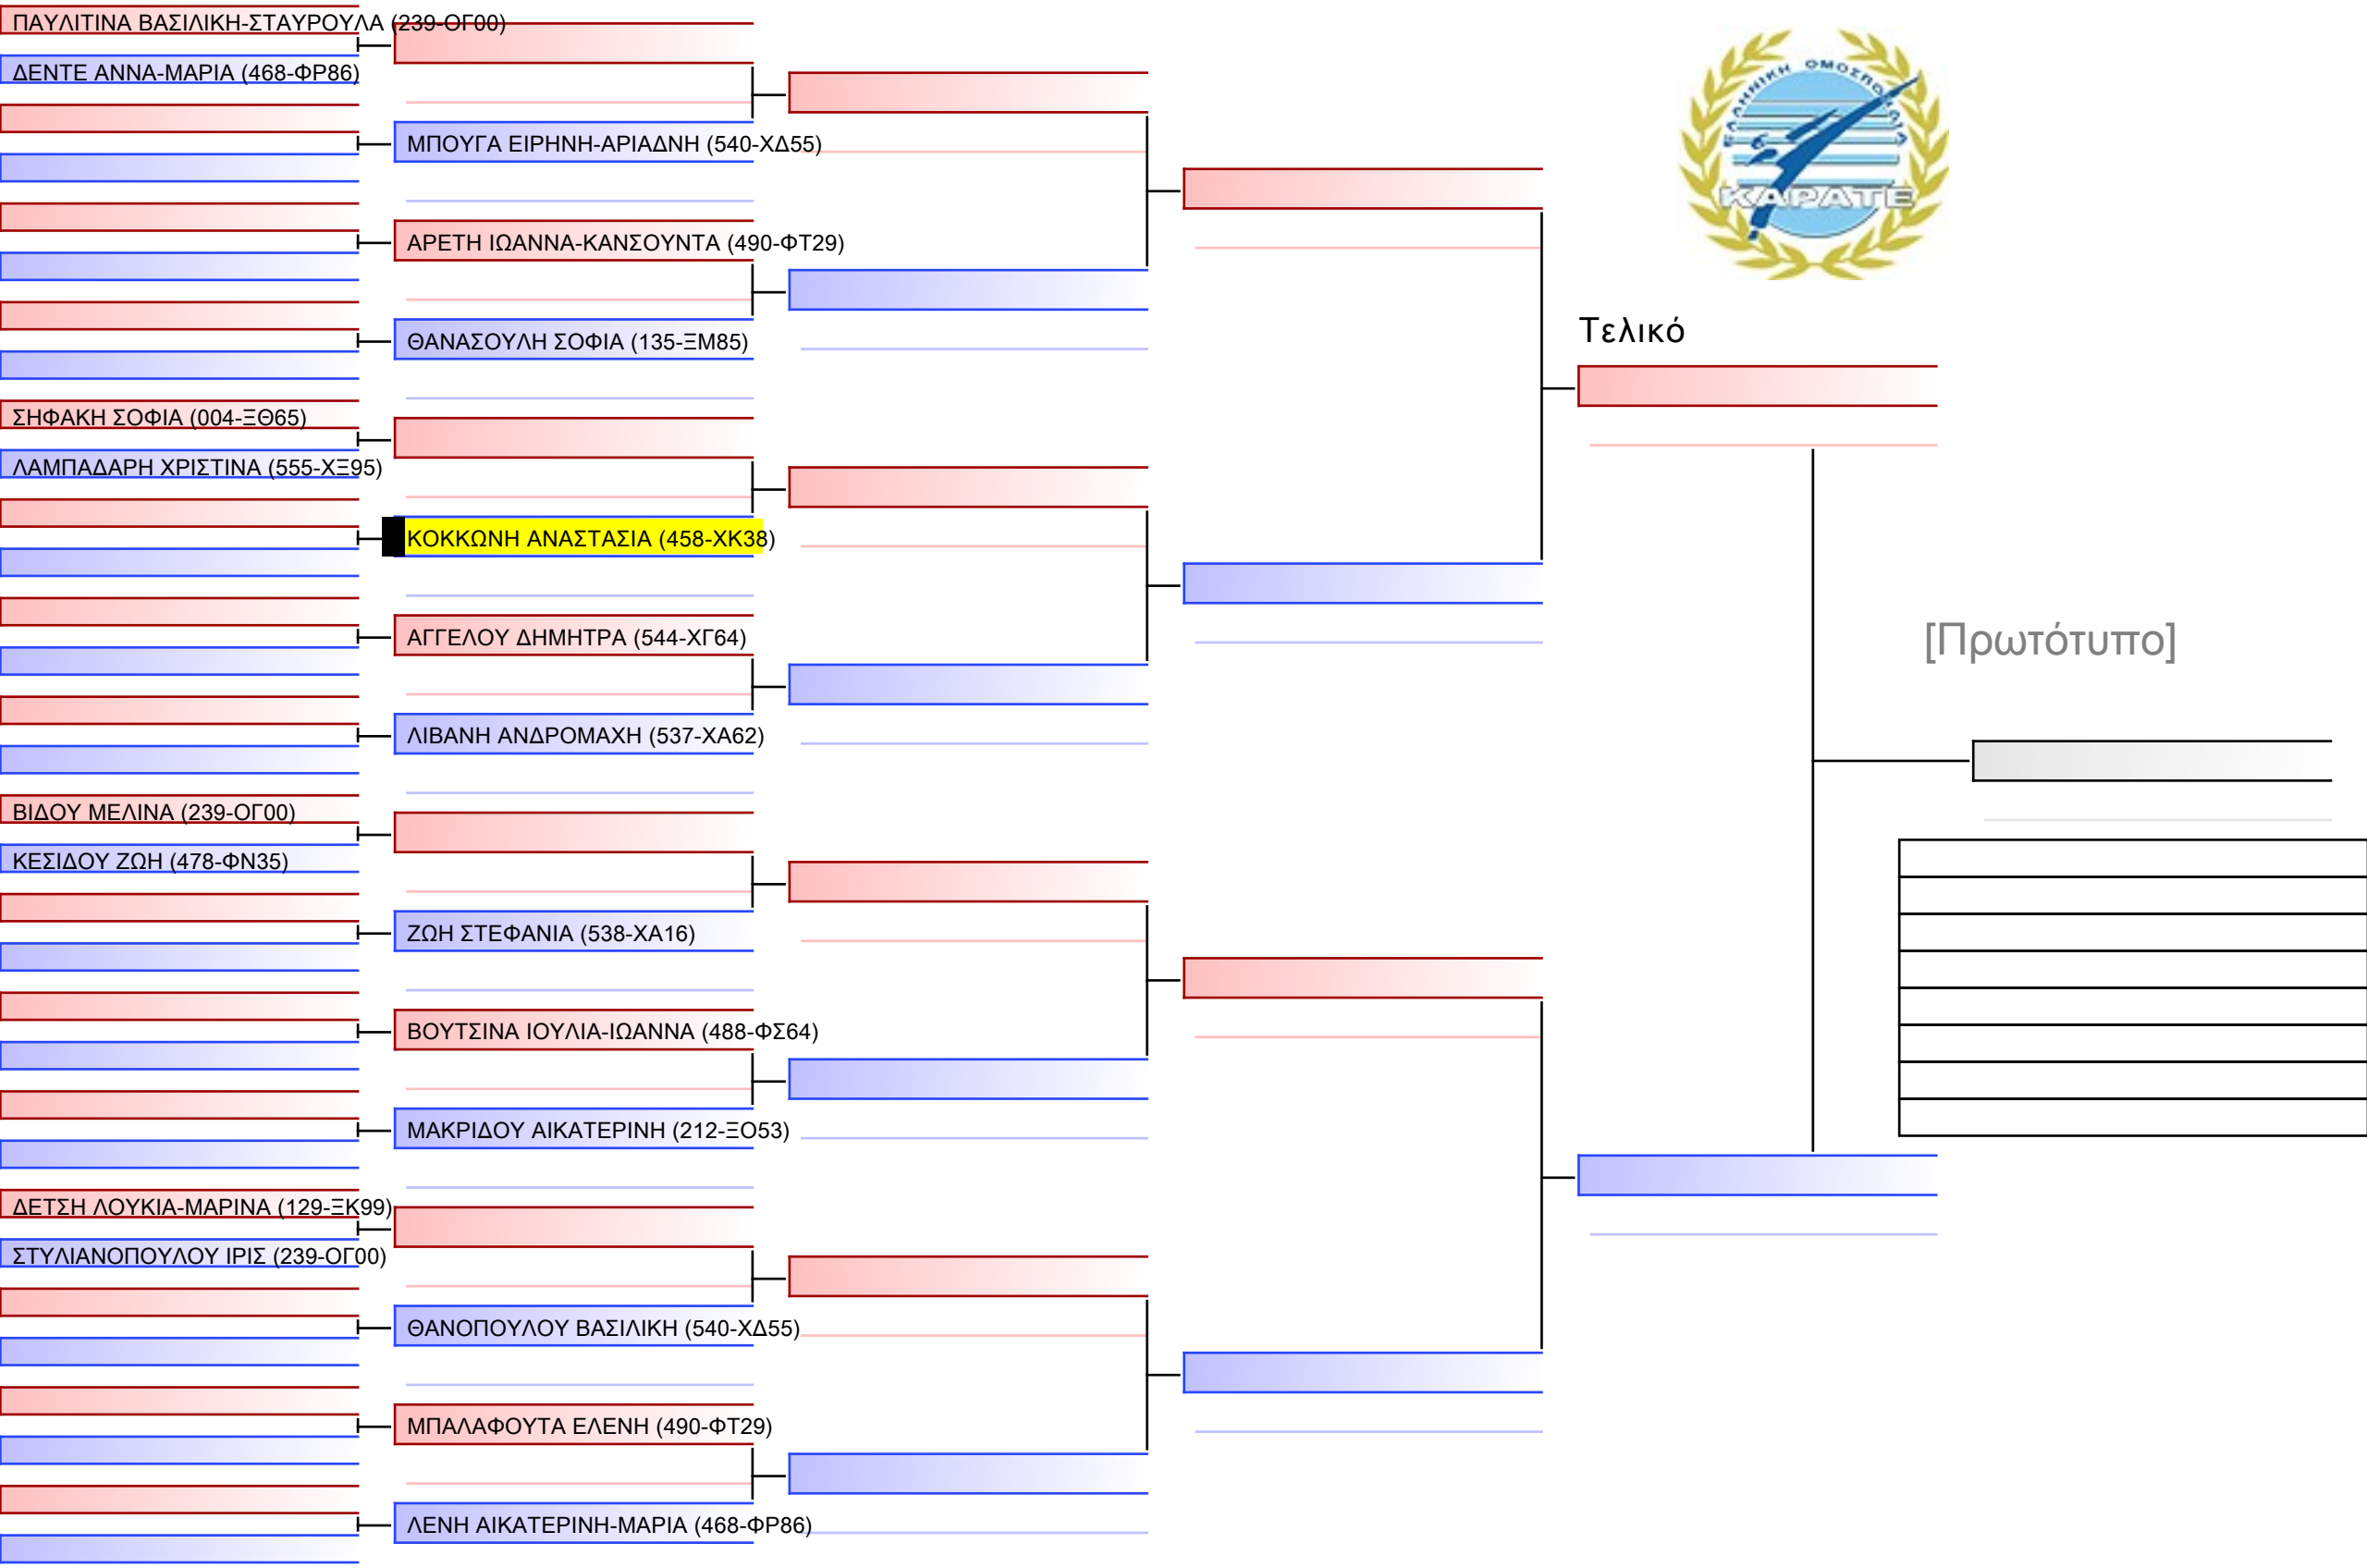 ΠΑΥΛΙΤΙΝΑ ΒΑΣΙΛΙΚΗ-ΣΤΑΥΡΟΥΛΑ (239-ΟΓ00)
ΔΕΝΤΕ ΑΝΝΑ-ΜΑΡΙΑ (468-ΦΡ86)
ΜΠΟΥΓΑ ΕΙΡΗΝΗ-ΑΡΙΑΔΝΗ (540-ΧΔ55)
ΑΡΕΤΗ ΙΩΑΝΝΑ-ΚΑΝΣΟΥΝΤΑ (490-ΦΤ29)
ΘΑΝΑΣΟΥΛΗ ΣΟΦΙΑ (135-ΞΜ85)
ΣΗΦΑΚΗ ΣΟΦΙΑ (004-ΞΘ65)
ΛΑΜΠΑΔΑΡΗ ΧΡΙΣΤΙΝΑ (555-ΧΞ95)
ΚΟΚΚΩΝΗ ΑΝΑΣΤΑΣΙΑ (458-ΧΚ38)
ΑΓΓΕΛΟΥ ΔΗΜΗΤΡΑ (544-ΧΓ64)
ΛΙΒΑΝΗ ΑΝΔΡΟΜΑΧΗ (537-ΧΑ62)
ΒΙΔΟΥ ΜΕΛΙΝΑ (239-ΟΓ00)
ΚΕΣΙΔΟΥ ΖΩΗ (478-ΦΝ35)
ΖΩΗ ΣΤΕΦΑΝΙΑ (538-ΧΑ16)
ΒΟΥΤΣΙΝΑ ΙΟΥΛΙΑ-ΙΩΑΝΝΑ (488-ΦΣ64)
ΜΑΚΡΙΔΟΥ ΑΙΚΑΤΕΡΙΝΗ (212-ΞΟ53)
ΔΕΤΣΗ ΛΟΥΚΙΑ-ΜΑΡΙΝΑ (129-ΞΚ99)
ΣΤΥΛΙΑΝΟΠΟΥΛΟΥ ΙΡΙΣ (239-ΟΓ00)
ΘΑΝΟΠΟΥΛΟΥ ΒΑΣΙΛΙΚΗ (540-ΧΔ55)
ΜΠΑΛΑΦΟΥΤΑ ΕΛΕΝΗ (490-ΦΤ29)
ΛΕΝΗ ΑΙΚΑΤΕΡΙΝΗ-ΜΑΡΙΑ (468-ΦΡ86)
ΕΛΛΗΝΙΚΗ ΟΜΟΣΠΟΝΔΙΑ
ΚΑΡΑΤΕ
Τελικό
[Πρωτότυπο]